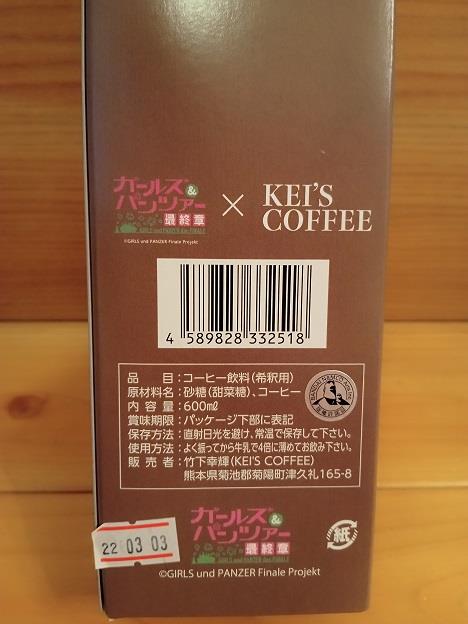 ガールズ&
パンツァー
最終章
GIRLS und PANZER das FINALE
©GIRLS und PANZER Finale Projekt
×
KEI'S
COFFEE
4 589828 332518
品 目：コーヒー飲料(希釈用)
原材料名：砂糖(甜菜糖)、コーヒー
内 容 量：600㎖
賞味期限：パッケージ下部に表記
保存方法：直射日光を避け、常温で保存して下さい。
使用方法：よく振ってから牛乳で4倍に薄めてお飲み下さい。
販 売 者：竹下幸輝(KEI'S COFFEE)
熊本県菊池郡菊陽町津久礼165-8
BANDAI NAMCO Arts Inc.
ガールズ&
パンツァー
最終章
GIRLS und PANZER das FINALE
紙
22 03 03
©GIRLS und PANZER Finale Projekt